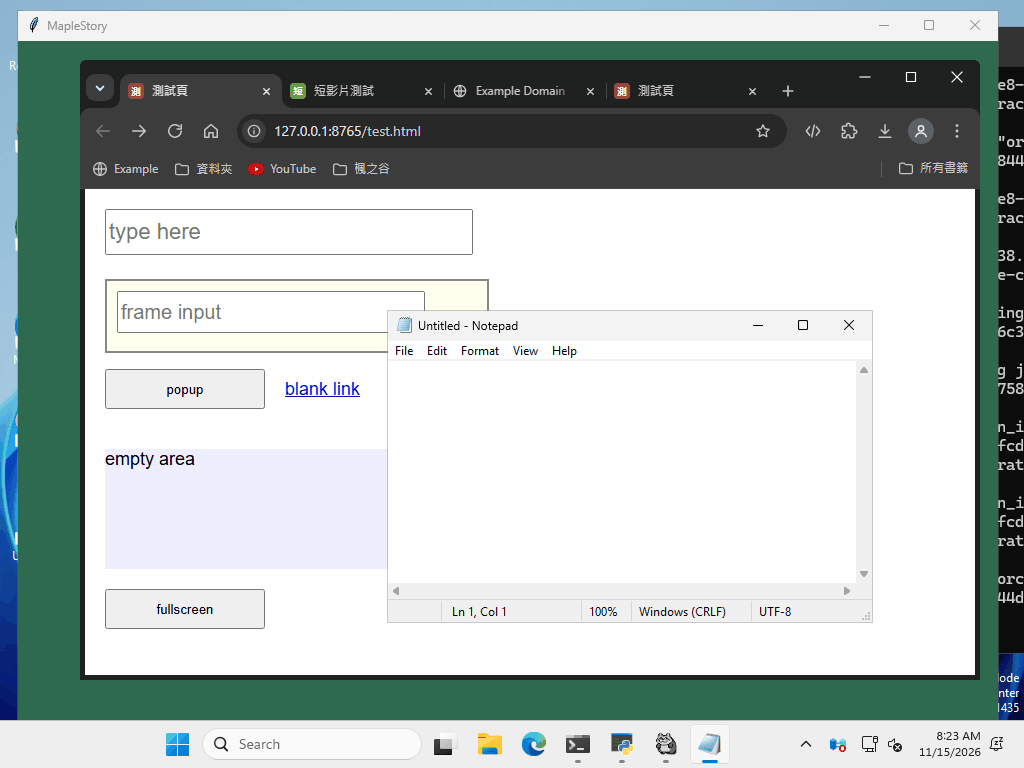 MapleStory
測試頁
短影片測試
Example Domain
測試頁
127.0.0.1:8765/test.html
Example
資料夾
YouTube
楓之谷
所有書籤
type here
frame input
popup
blank link
empty area
fullscreen
Untitled - Notepad
File Edit Format View Help
Ln 1, Col 1
100%
Windows (CRLF)
UTF-8
Search
8:23 AM
11/15/2026